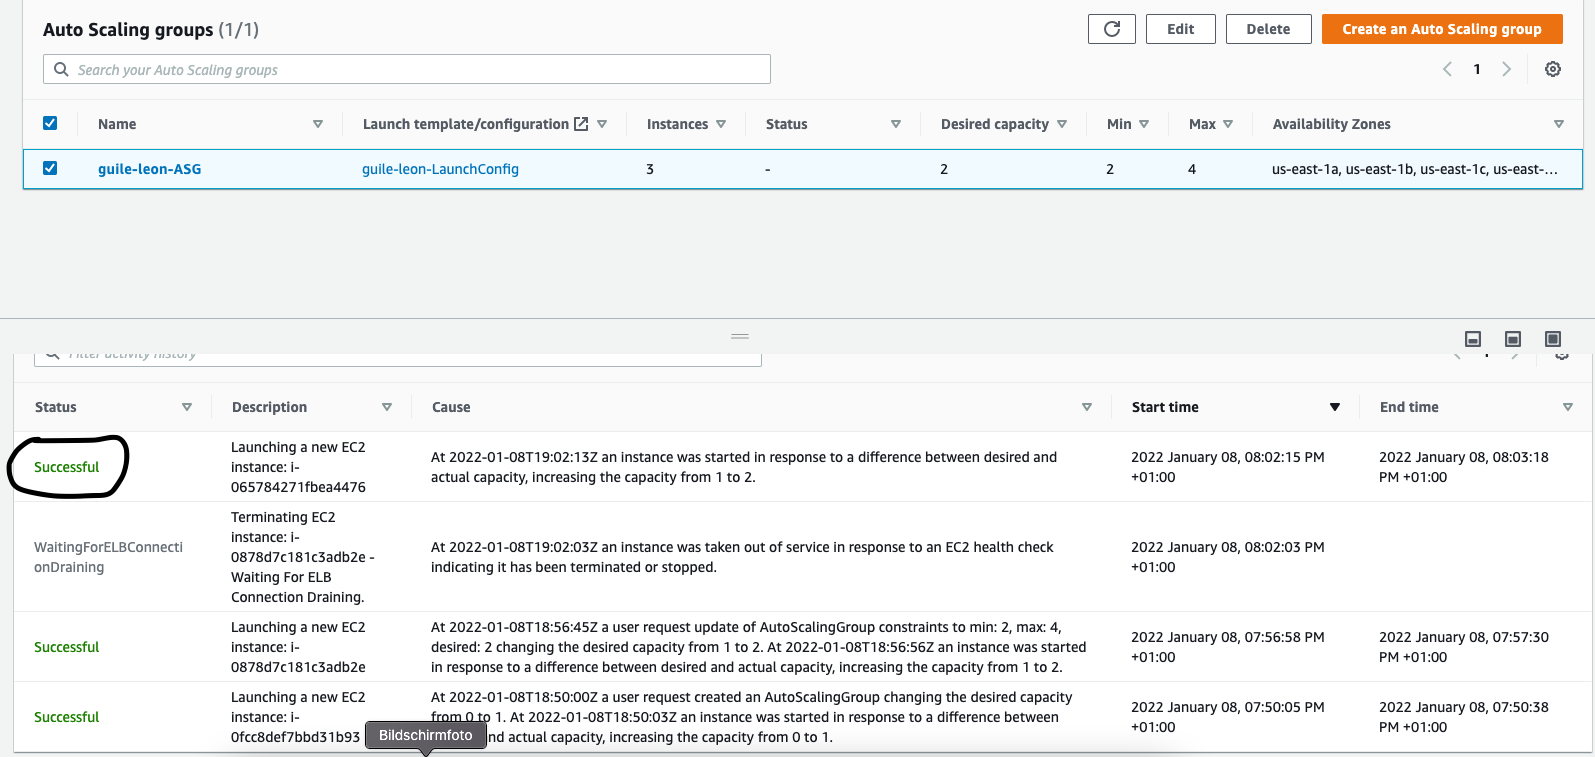 Auto Scaling groups (1/1)
Edit
Delete
Create an Auto Scaling group
Search your Auto Scaling groups
1
Name
Launch template/configuration
Instances
Status
Desired capacity
Min
Max
Availability Zones
guile-leon-ASG
guile-leon-LaunchConfig
3
-
2
2
4
us-east-1a, us-east-1b, us-east-1c, us-east-...
Filter activity history
1
Status
Description
Cause
Start time
End time
Successful
Launching a new EC2
instance: i-
065784271fbea4476
At 2022-01-08T19:02:13Z an instance was started in response to a difference between desired and
actual capacity, increasing the capacity from 1 to 2.
2022 January 08, 08:02:15 PM
+01:00
2022 January 08, 08:03:18
PM +01:00
WaitingForELBConnecti
onDraining
Terminating EC2
instance: i-
0878d7c181c3adb2e -
Waiting For ELB
Connection Draining.
At 2022-01-08T19:02:03Z an instance was taken out of service in response to an EC2 health check
indicating it has been terminated or stopped.
2022 January 08, 08:02:03 PM
+01:00
Successful
Launching a new EC2
instance: i-
0878d7c181c3adb2e
At 2022-01-08T18:56:45Z a user request update of AutoScalingGroup constraints to min: 2, max: 4,
desired: 2 changing the desired capacity from 1 to 2. At 2022-01-08T18:56:56Z an instance was started
in response to a difference between desired and actual capacity, increasing the capacity from 1 to 2.
2022 January 08, 07:56:58 PM
+01:00
2022 January 08, 07:57:30
PM +01:00
Successful
Launching a new EC2
instance: i-
0fcc8def7bbd31b93
At 2022-01-08T18:50:00Z a user request created an AutoScalingGroup changing the desired capacity
from 0 to 1. At 2022-01-08T18:50:03Z an instance was started in response to a difference between
nd actual capacity, increasing the capacity from 0 to 1.
2022 January 08, 07:50:05 PM
+01:00
2022 January 08, 07:50:38
PM +01:00
Bildschirmfoto